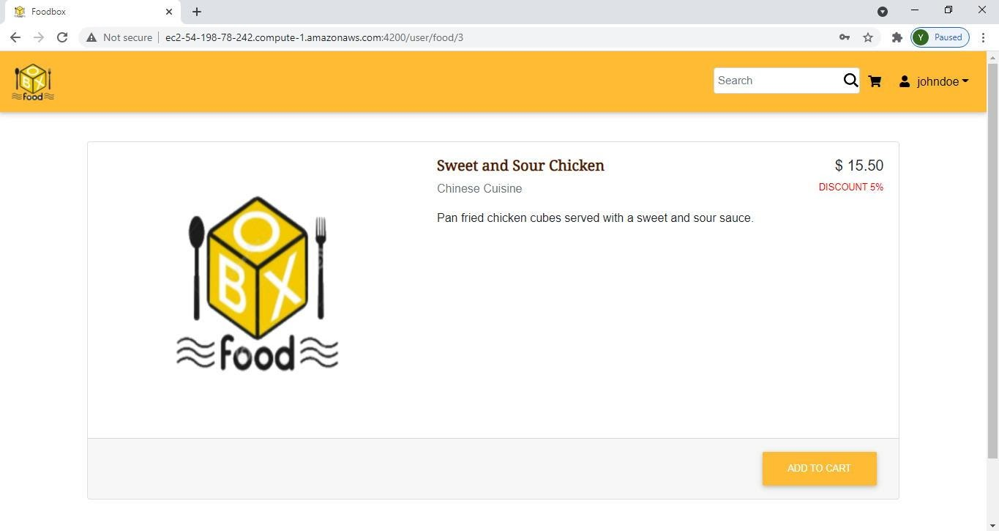 Foodbox
Not secure
ec2-54-198-78-242.compute-1.amazonaws.com:4200/user/food/3
Y
Paused
O
B X
food
Search
johndoe
Sweet and Sour Chicken
$ 15.50
Chinese Cuisine
DISCOUNT 5%
Pan fried chicken cubes served with a sweet and sour sauce.
O
B X
food
ADD TO CART